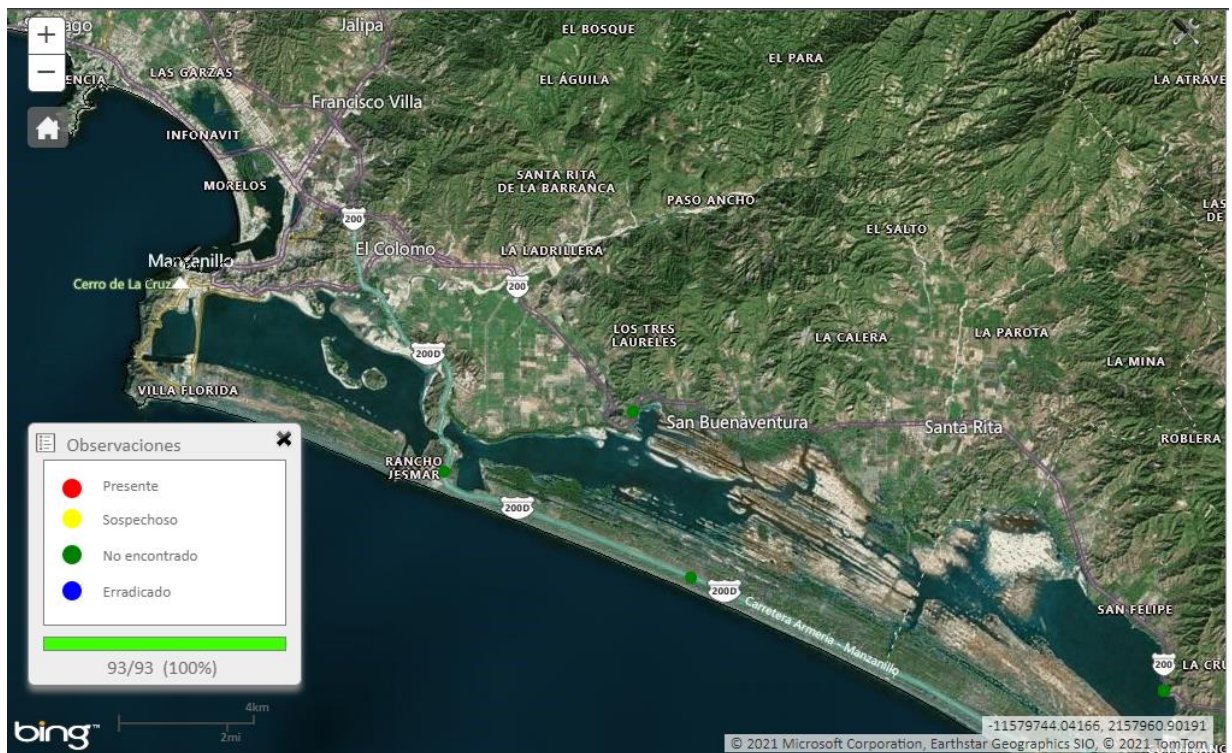 Jalipa
EL BOSQUE
EL PARA
LAS GARZAS
EL ÁGUILA
Francisco Villa
INFONAVIT
MORELOS
SANTA RITA
DE LA BARRANCA
PASO ANCHO
200
EL SALTO
El Colomo
LA LADRILLERA
Manzanillo
Cerro de La Cruz
200
LOS TRES
LAURELES
LA CALERA
LA PAROTA
200D
LA MINA
VILLA FLORIDA
San Buenaventura
Santa Rita
ROBLERA
RANCHO
JESMAR
200D
200D
Carretera Armería - Manzanillo
SAN FELIPE
200
Observaciones
Presente
Sospechoso
No encontrado
Erradicado
93/93 (100%)
4km
2mi
bing
-11579744.04166, 2157960.90191
© 2021 Microsoft Corporation, Earthstar Geographics SIO, © 2021 TomTom